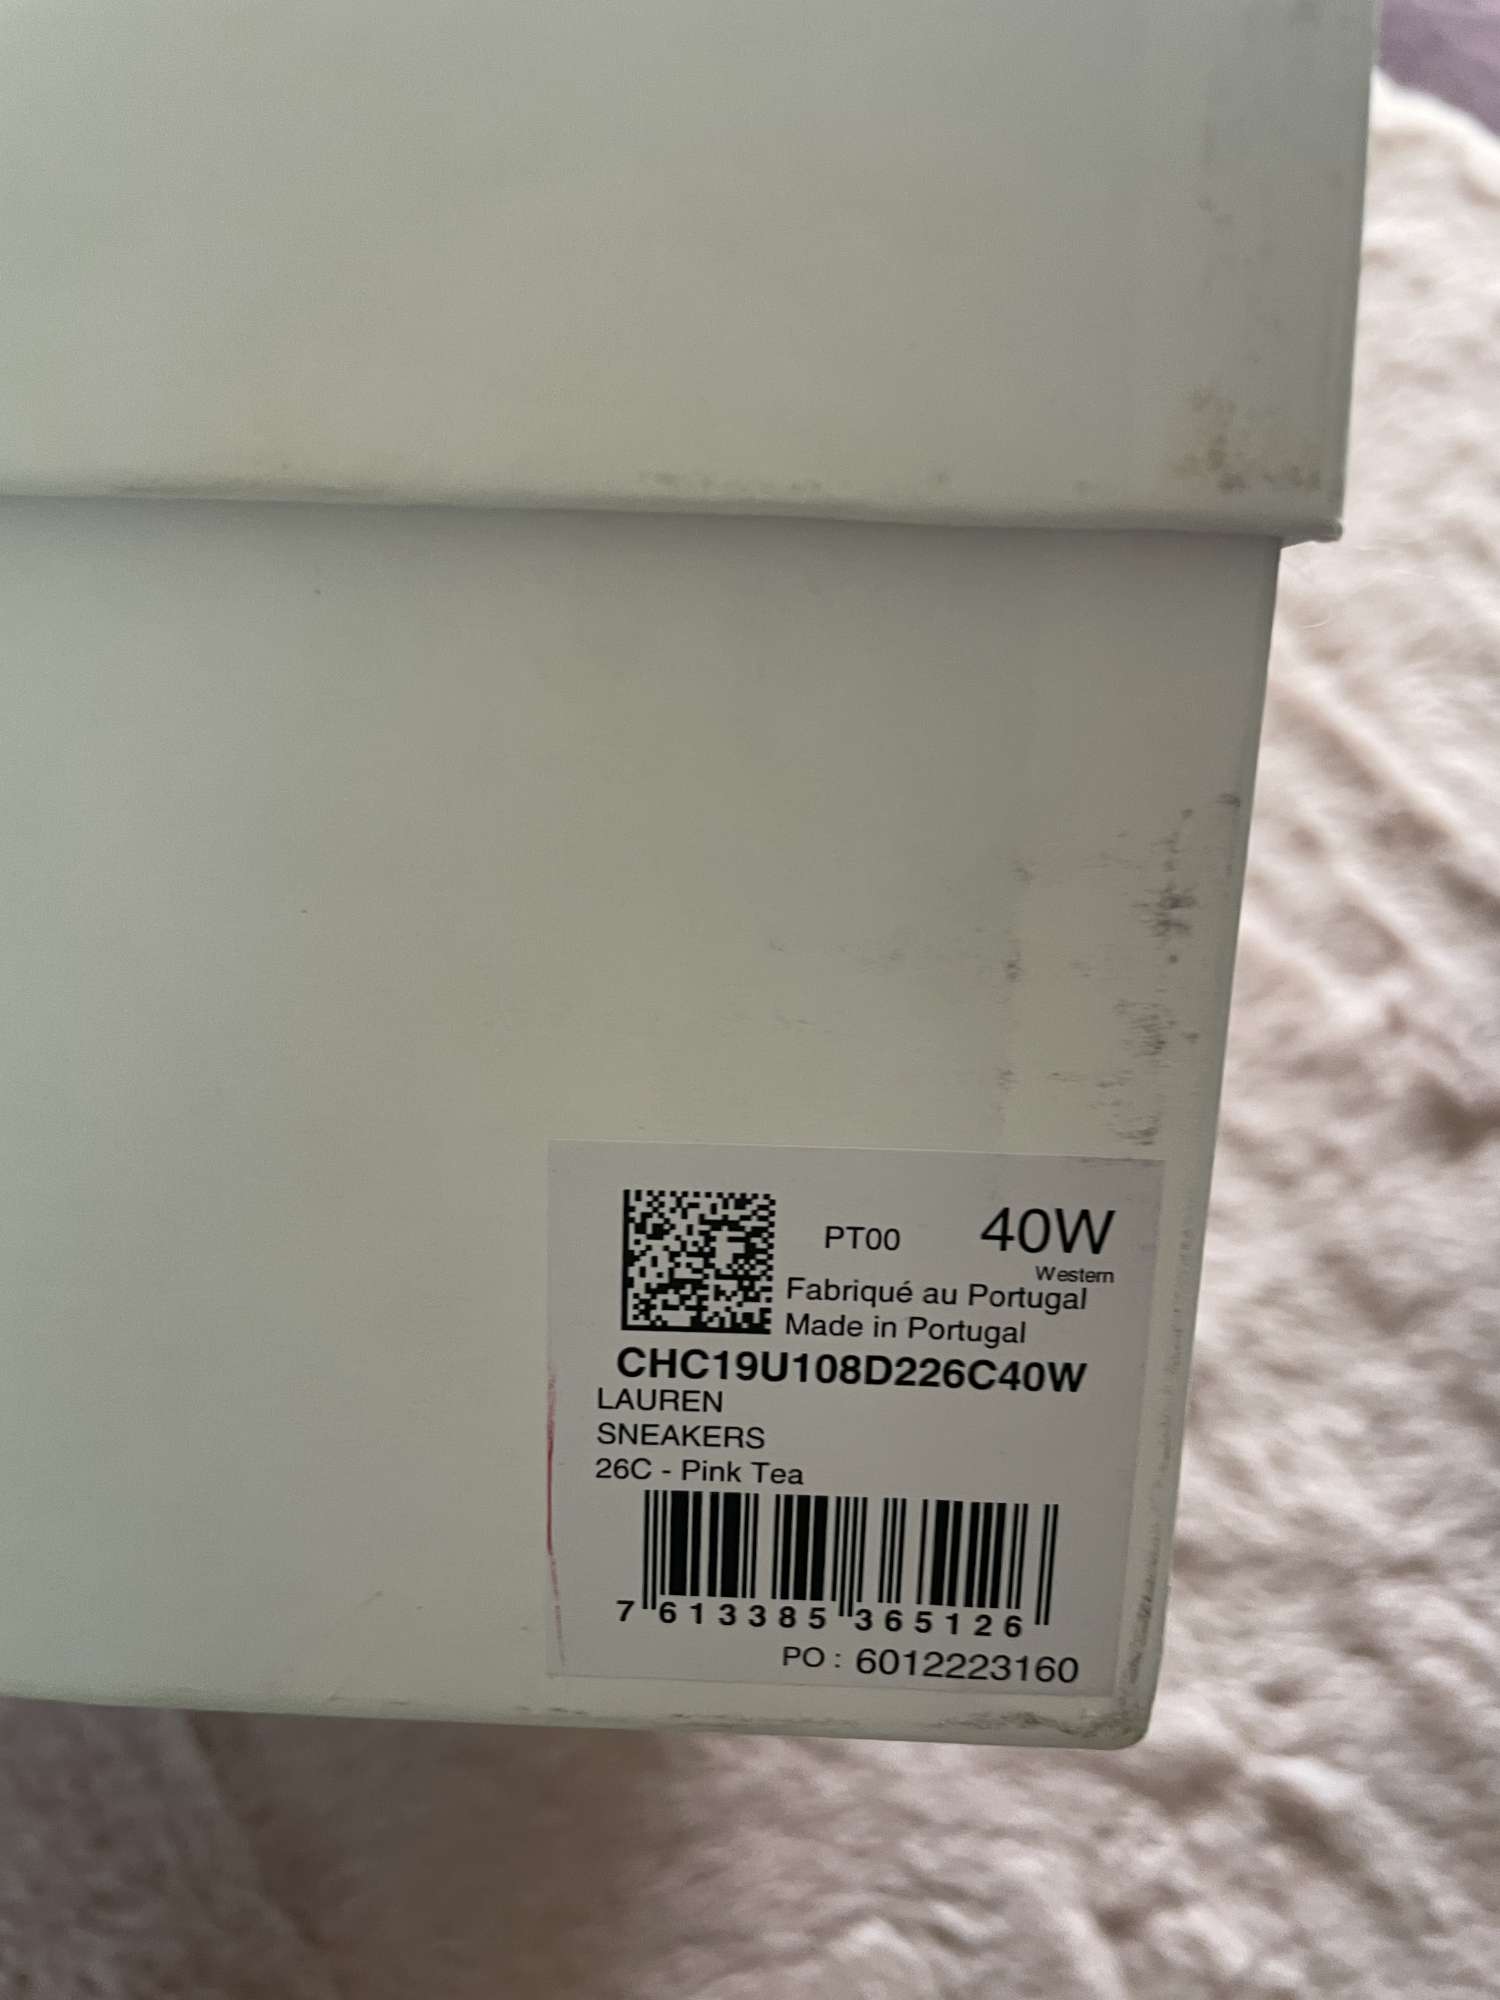 PT00 40W
Western
Fabriqué au Portugal
Made in Portugal
CHC19U108D226C40W
LAUREN
SNEAKERS
26C - Pink Tea
7 613385 365126
PO : 6012223160